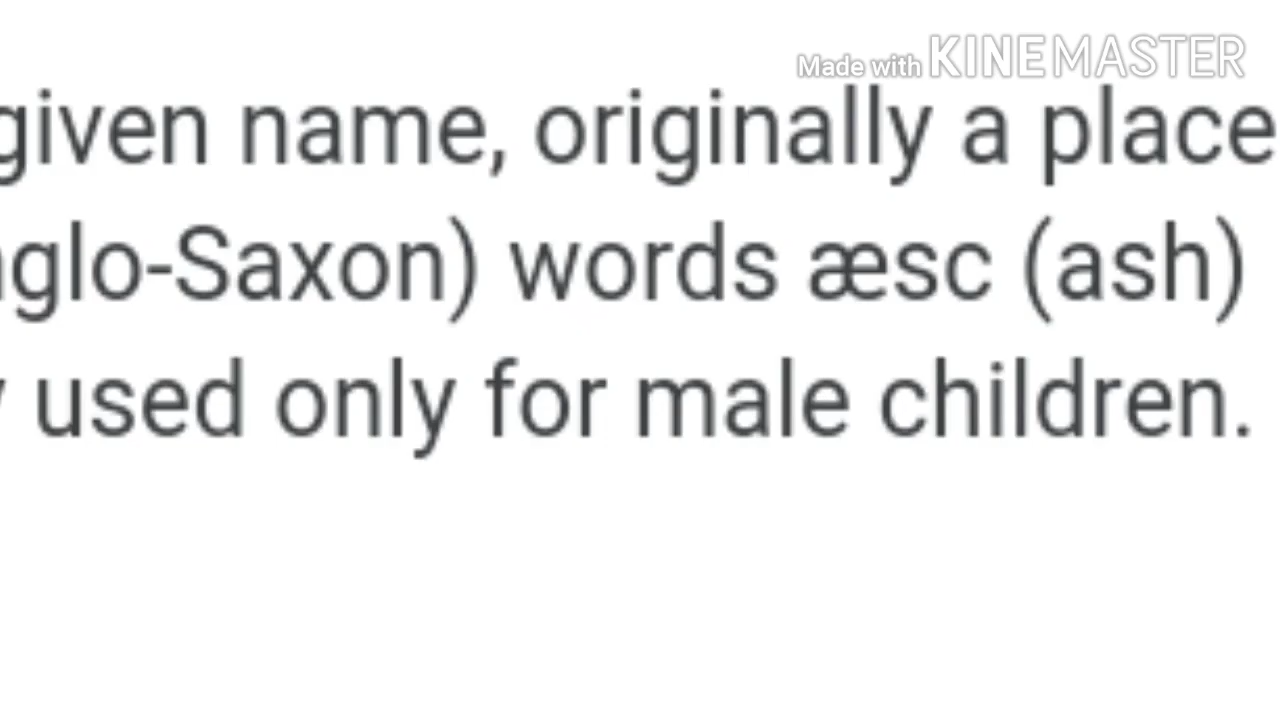 Made with KINEMASTER
given name, originally a place
glo-Saxon) words æsc (ash)
used only for male children.